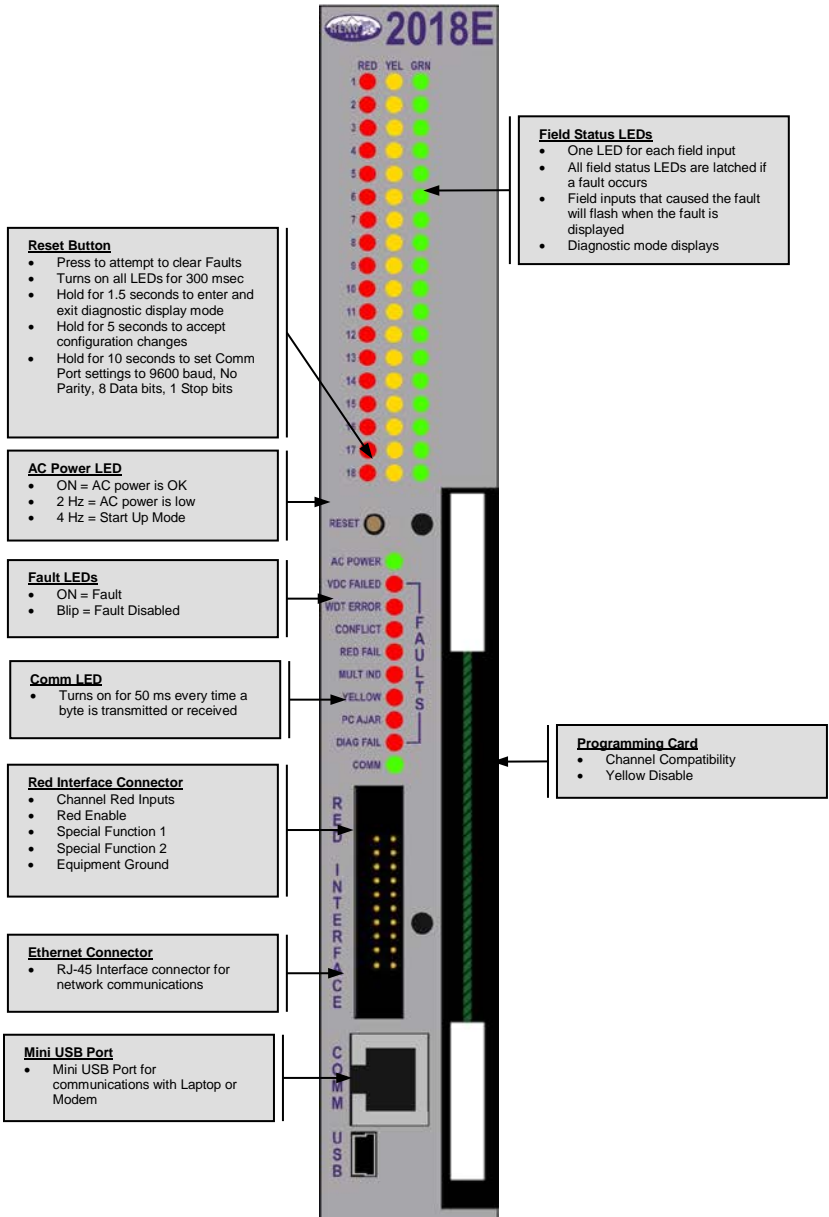 RENO A&E
2018E
RED YEL GRN
1
2
3
4
5
6
7
8
9
10
11
12
13
14
15
16
17
18
Field Status LEDs
• One LED for each field input
• All field status LEDs are latched if
a fault occurs
• Field inputs that caused the fault
will flash when the fault is
displayed
• Diagnostic mode displays
Reset Button
• Press to attempt to clear Faults
• Turns on all LEDs for 300 msec
• Hold for 1.5 seconds to enter and
exit diagnostic display mode
• Hold for 5 seconds to accept
configuration changes
• Hold for 10 seconds to set Comm
Port settings to 9600 baud, No
Parity, 8 Data bits, 1 Stop bits
AC Power LED
• ON = AC power is OK
• 2 Hz = AC power is low
• 4 Hz = Start Up Mode
RESET
Fault LEDs
• ON = Fault
• Blip = Fault Disabled
AC POWER
VDC FAILED
WDT ERROR
CONFLICT
RED FAIL
MULT IND
YELLOW
PC AJAR
DIAG FAIL
COMM
FAULTS
Comm LED
• Turns on for 50 ms every time a
byte is transmitted or received
Programming Card
• Channel Compatibility
• Yellow Disable
Red Interface Connector
• Channel Red Inputs
• Red Enable
• Special Function 1
• Special Function 2
• Equipment Ground
RED INTERFACE
Ethernet Connector
• RJ-45 Interface connector for
network communications
Mini USB Port
• Mini USB Port for
communications with Laptop or
Modem
COMM
USB